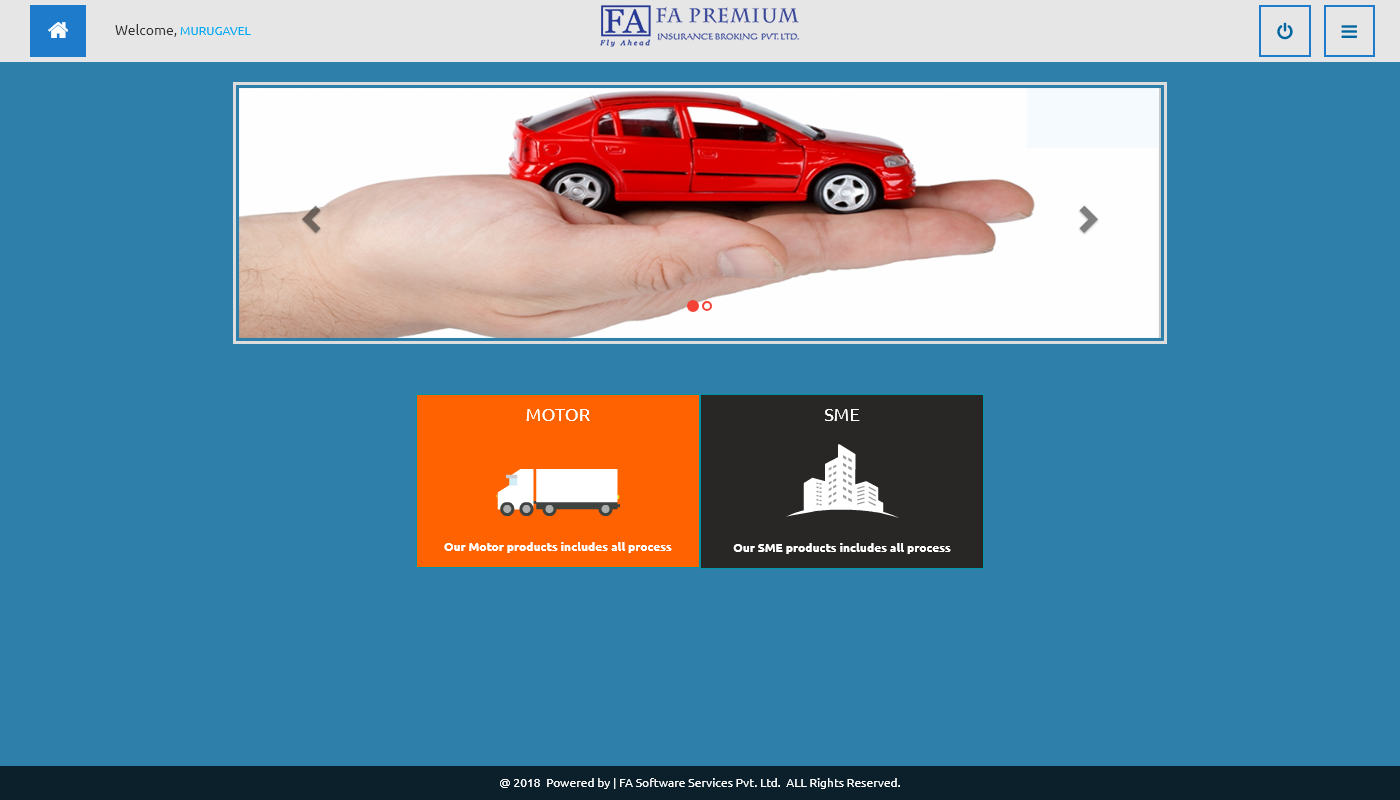 Welcome, MURUGAVEL
FA FA PREMIUM
Fly Ahead INSURANCE BROKING PVT. LTD.
MOTOR
Our Motor products includes all process
SME
Our SME products includes all process
@ 2018 Powered by | FA Software Services Pvt. Ltd. ALL Rights Reserved.